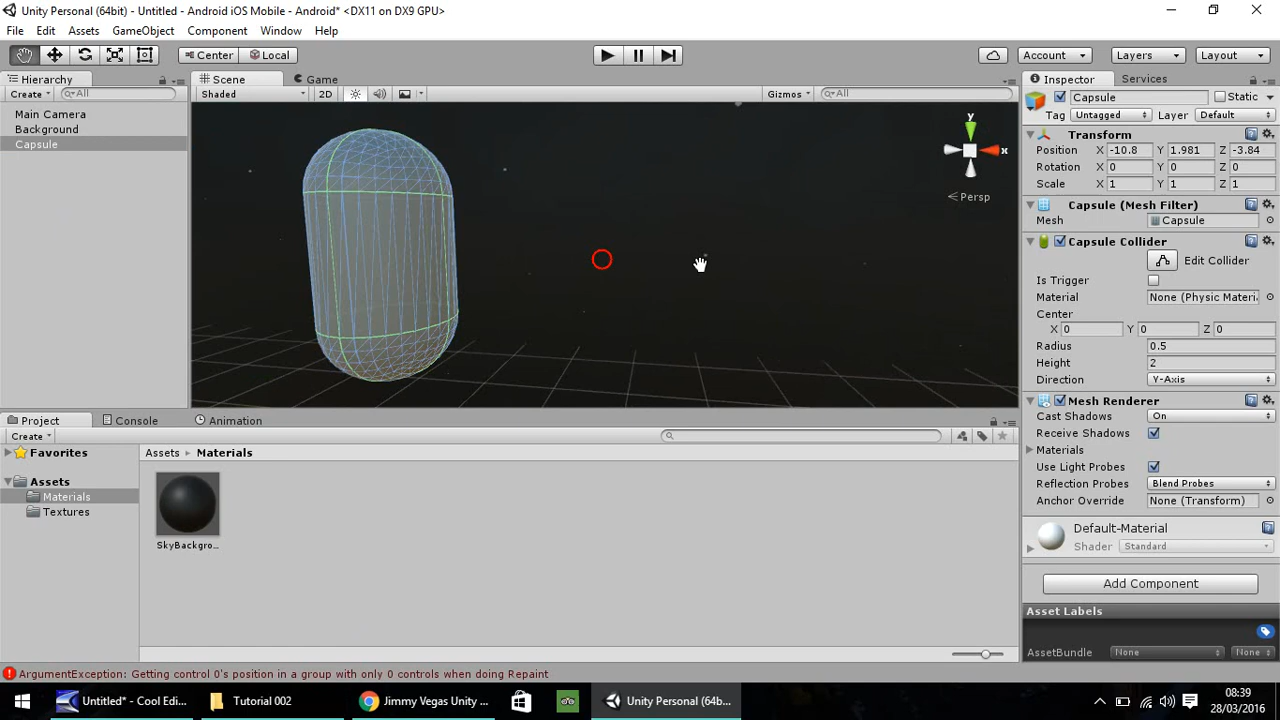 Unity Personal (64bit) - Untitled - Android iOS Mobile - Android* <DX11 on DX9 GPU>
File Edit Assets GameObject Component Window Help
Center Local Account Layers Layout
Hierarchy
Create All
Main Camera
Background
Capsule
Scene Game
Shaded 2D Gizmos All
y
x
Persp
Inspector Services
Capsule Static
Tag Untagged Layer Default
Transform
Position X -10.8 Y 1.981 Z -3.84
Rotation X 0 Y 0 Z 0
Scale X 1 Y 1 Z 1
Capsule (Mesh Filter)
Mesh Capsule
Capsule Collider
Edit Collider
Is Trigger
Material None (Physic Materi
Center
X 0 Y 0 Z 0
Radius 0.5
Height 2
Direction Y-Axis
Mesh Renderer
Cast Shadows On
Receive Shadows
Materials
Use Light Probes
Reflection Probes Blend Probes
Anchor Override None (Transform)
Default-Material
Shader Standard
Add Component
Asset Labels
AssetBundle None None
Project Console Animation
Create
Favorites
Assets
Materials
Textures
Assets Materials
SkyBackgro...
ArgumentException: Getting control 0's position in a group with only 0 controls when doing Repaint
Untitled* - Cool Edi... Tutorial 002 Jimmy Vegas Unity ... Unity Personal (64b...
08:39
28/03/2016